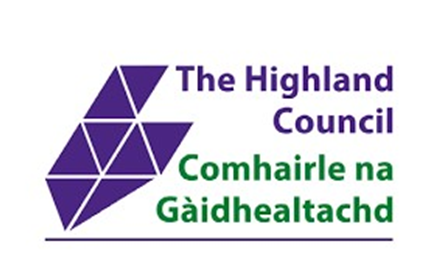 The Highland
Council
Comhairle na
Gàidhealtachd